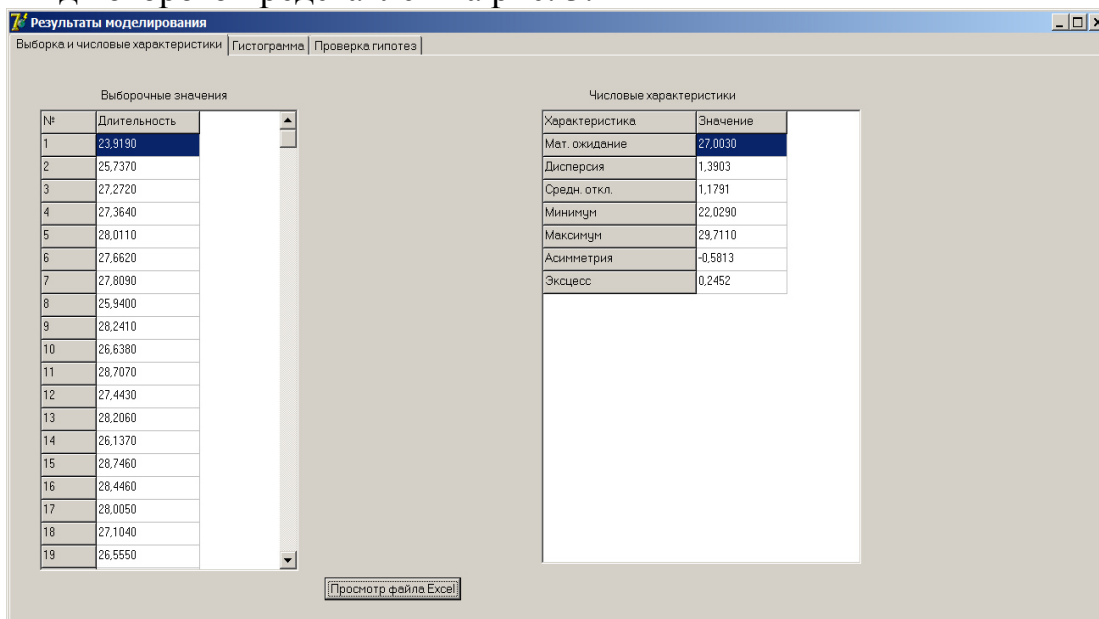 Результаты моделирования
Выборка и числовые характеристики Гистограмма Проверка гипотез
Выборочные значения
№ Длительность
1 23,9190
2 25,7370
3 27,2720
4 27,3640
5 28,0110
6 27,6620
7 27,8090
8 25,9400
9 28,2410
10 26,6380
11 28,7070
12 27,4430
13 28,2060
14 26,1370
15 28,7460
16 28,4460
17 28,0050
18 27,1040
19 26,5550
Числовые характеристики
Характеристика Значение
Мат. ожидание 27,0030
Дисперсия 1,3903
Средн. откл. 1,1791
Минимум 22,0290
Максимум 29,7110
Асимметрия -0,5813
Эксцесс 0,2452
Просмотр файла Excel